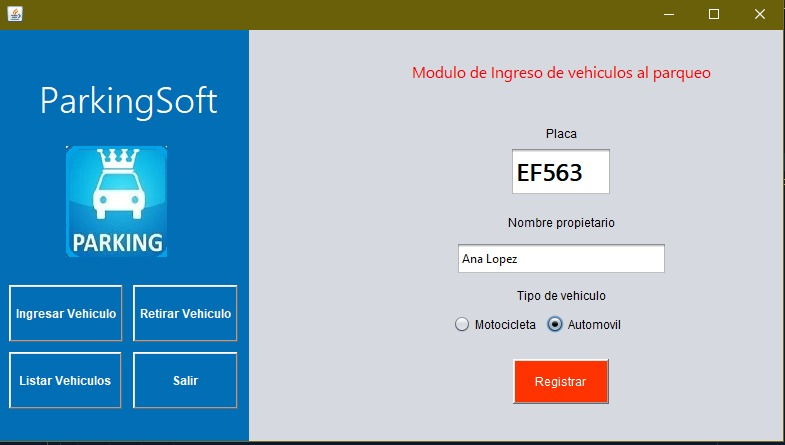 ParkingSoft
PARKING
Ingresar Vehiculo
Retirar Vehiculo
Listar Vehiculos
Salir
Modulo de Ingreso de vehiculos al parqueo
Placa
EF563
Nombre propietario
Ana Lopez
Tipo de vehiculo
Motocicleta
Automovil
Registrar